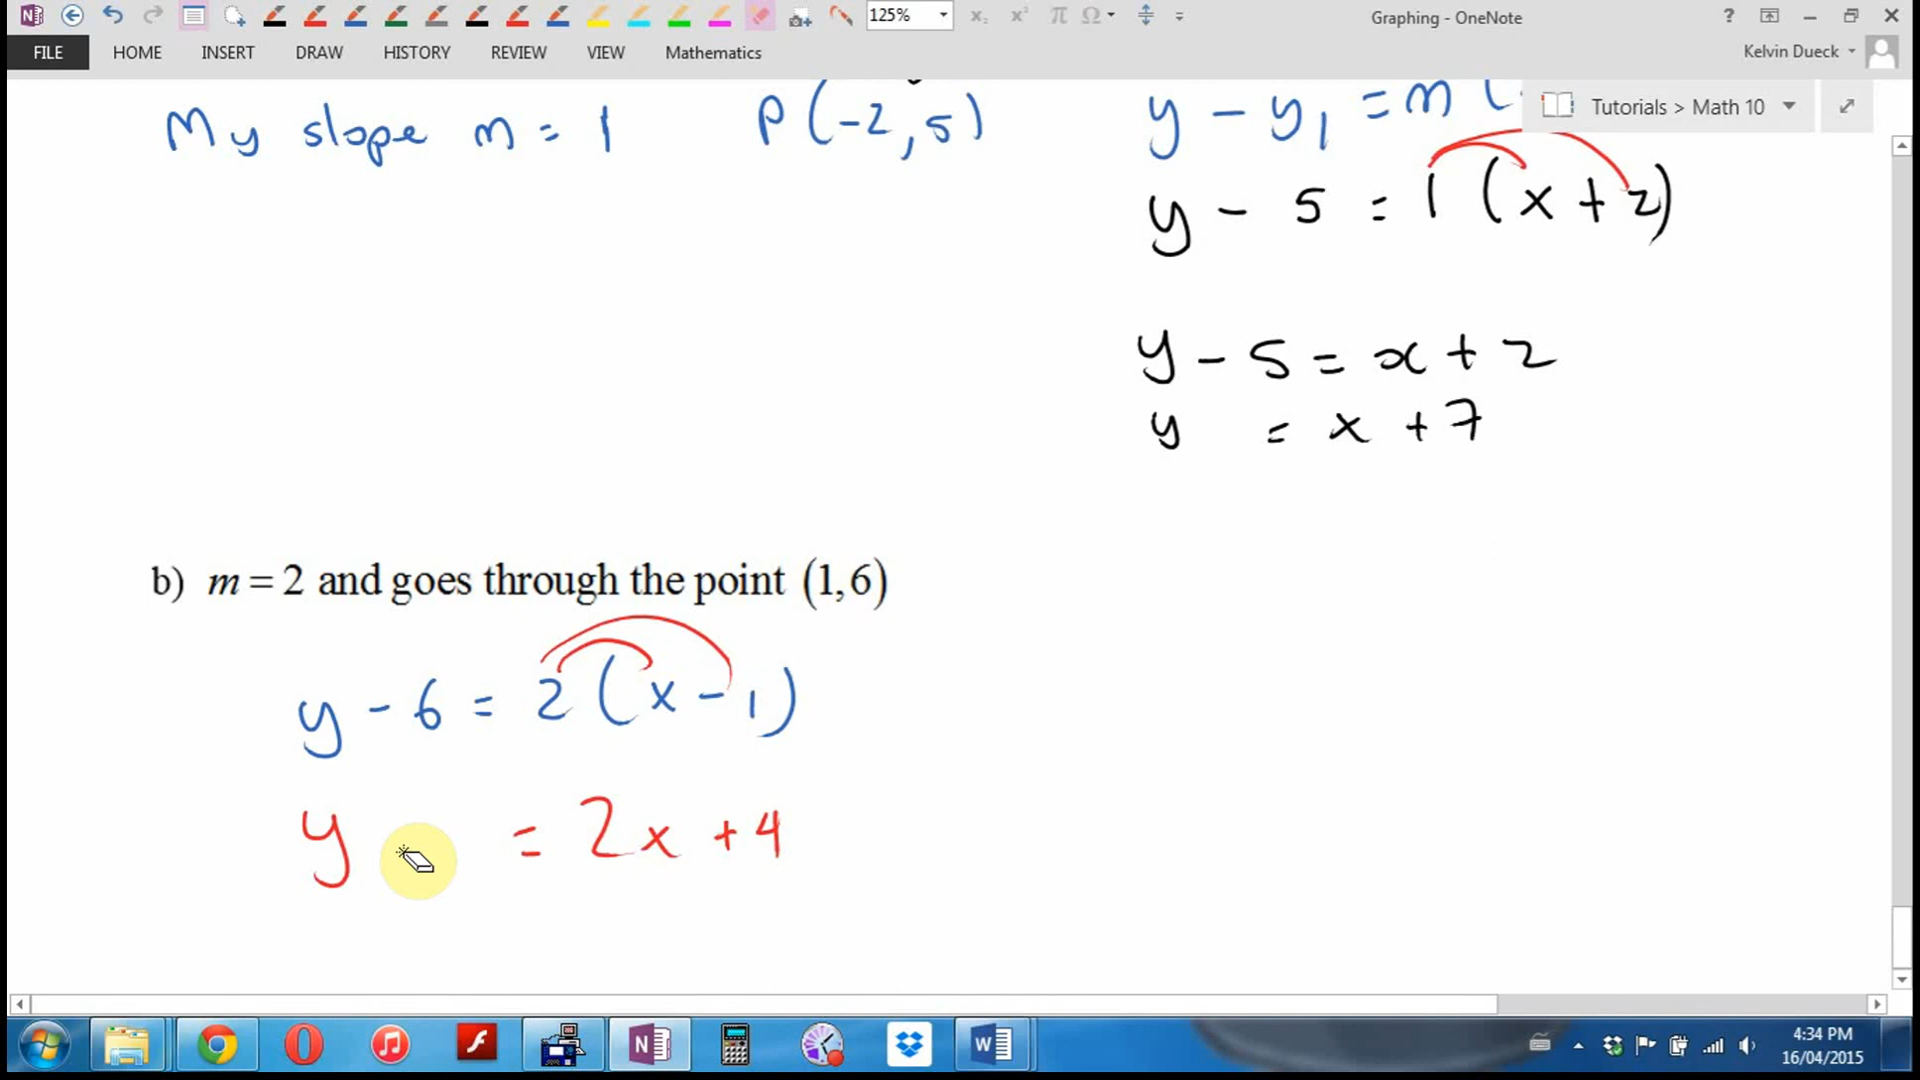 125% x₂ x² π Ω Graphing - OneNote ?
FILE HOME INSERT DRAW HISTORY REVIEW VIEW Mathematics Kelvin Dueck
Tutorials > Math 10
My slope m = 1 P(-2,5) y - y₁ = m (
y - 5 = 1 (x + 2)
y - 5 = x + 2
y = x + 7
b) m = 2 and goes through the point (1,6)
y - 6 = 2 (x - 1)
y = 2x + 4
4:34 PM
16/04/2015